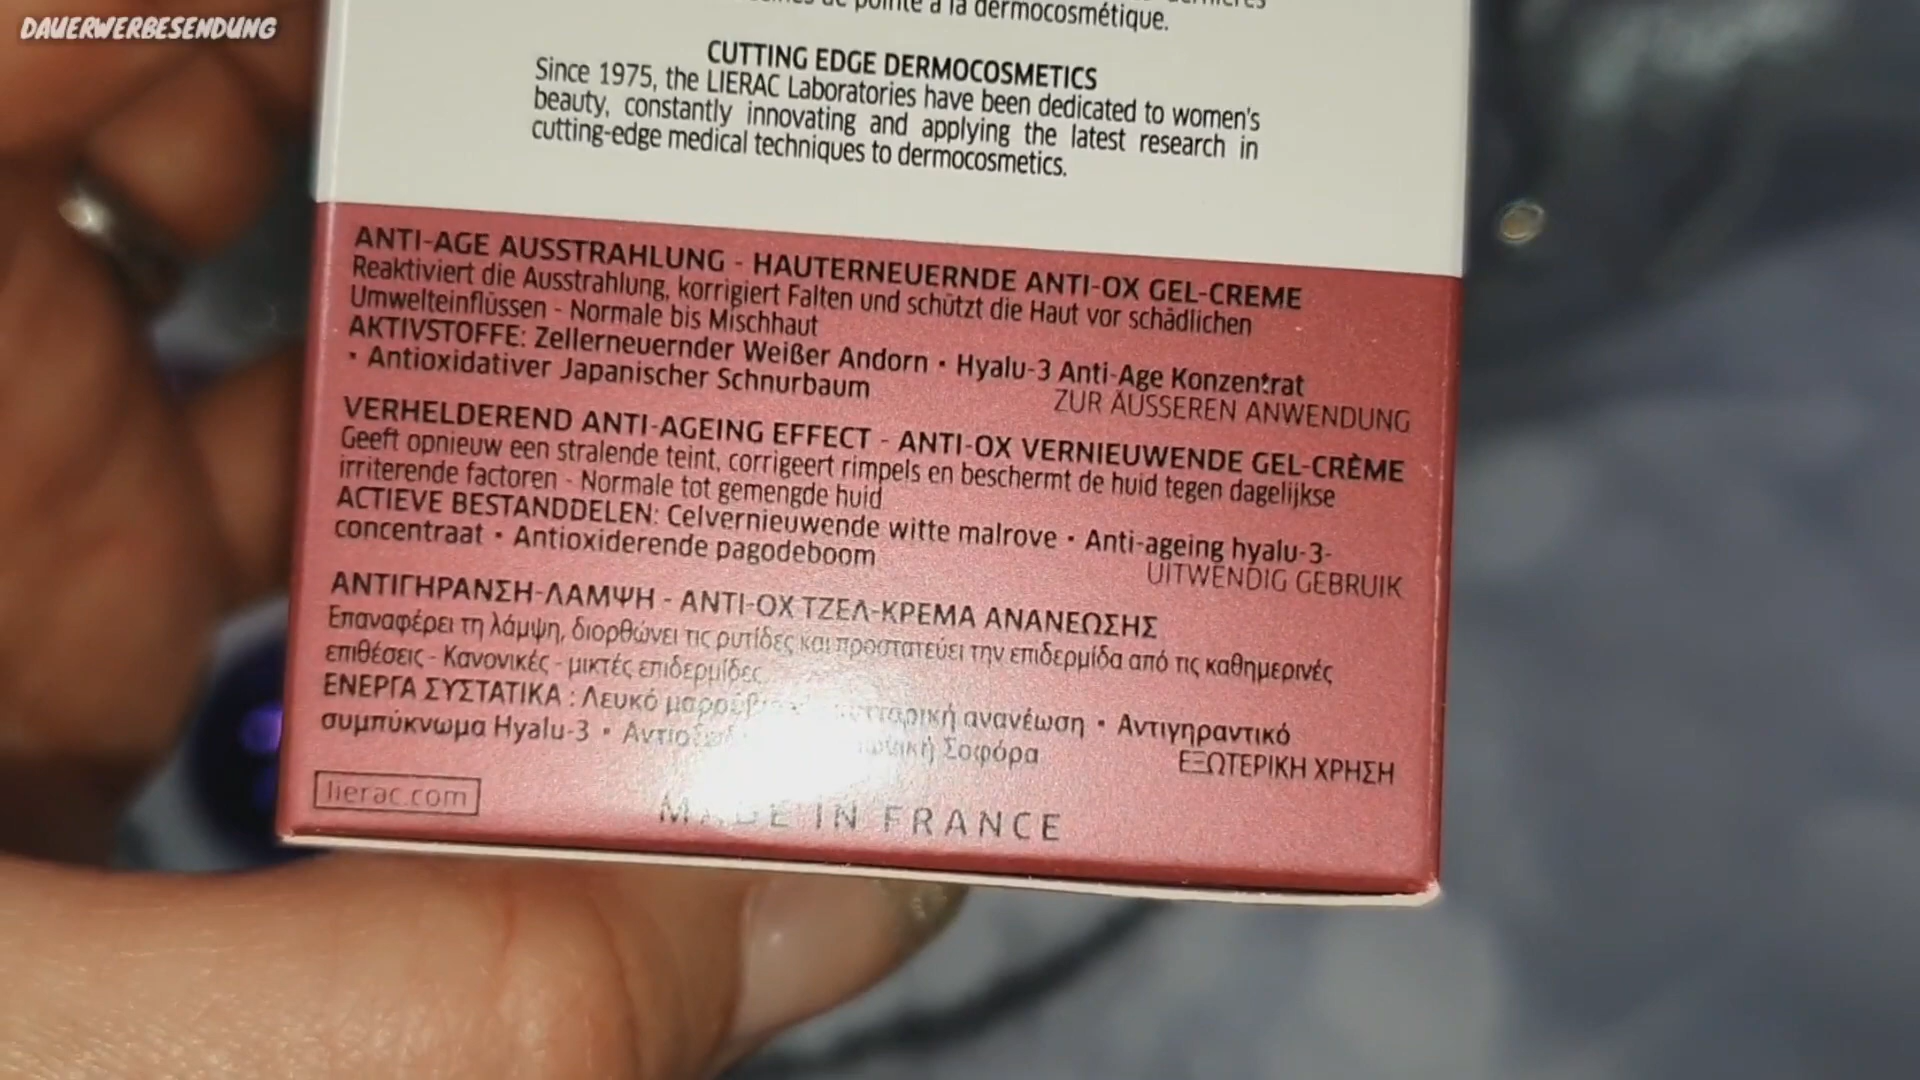 DAUERWERBESENDUNG
de pointe à la dermocosmétique.
CUTTING EDGE DERMOCOSMETICS
Since 1975, the LIERAC Laboratories have been dedicated to women's
beauty, constantly innovating and applying the latest research in
cutting-edge medical techniques to dermocosmetics.
ANTI-AGE AUSSTRAHLUNG - HAUTERNEUERNDE ANTI-OX GEL-CREME
Reaktiviert die Ausstrahlung, korrigiert Falten und schützt die Haut vor schädlichen
Umwelteinflüssen - Normale bis Mischhaut
AKTIVSTOFFE: Zellerneuernder Weißer Andorn • Hyalu-3 Anti-Age Konzentrat
• Antioxidativer Japanischer Schnurbaum
ZUR ÄUSSEREN ANWENDUNG
VERHELDEREND ANTI-AGEING EFFECT - ANTI-OX VERNIEUWENDE GEL-CRÈME
Geeft opnieuw een stralende teint, corrigeert rimpels en beschermt de huid tegen dagelijkse
irriterende factoren - Normale tot gemengde huid
ACTIEVE BESTANDDELEN: Celvernieuwende witte malrove • Anti-ageing hyalu-3-
concentraat • Antioxiderende pagodeboom
UITWENDIG GEBRUIK
ΑΝΤΙΓΗΡΑΝΣΗ-ΛΑΜΨΗ - ANTI-OX ΤΖΕΛ-ΚΡΕΜΑ ΑΝΑΝΕΩΣΗΣ
Επαναφέρει τη λάμψη, διορθώνει τις ρυτίδες και προστατεύει την επιδερμίδα από τις καθημερινές
επιθέσεις - Κανονικές - μικτές επιδερμίδες
ΕΝΕΡΓΑ ΣΥΣΤΑΤΙΚΑ : Λευκό ανανέωση • Αντιγηραντικό
συμπύκνωμα Hyalu-3 • Σοφόρα
ΕΞΩΤΕΡΙΚΗ ΧΡΗΣΗ
lierac.com
MADE IN FRANCE